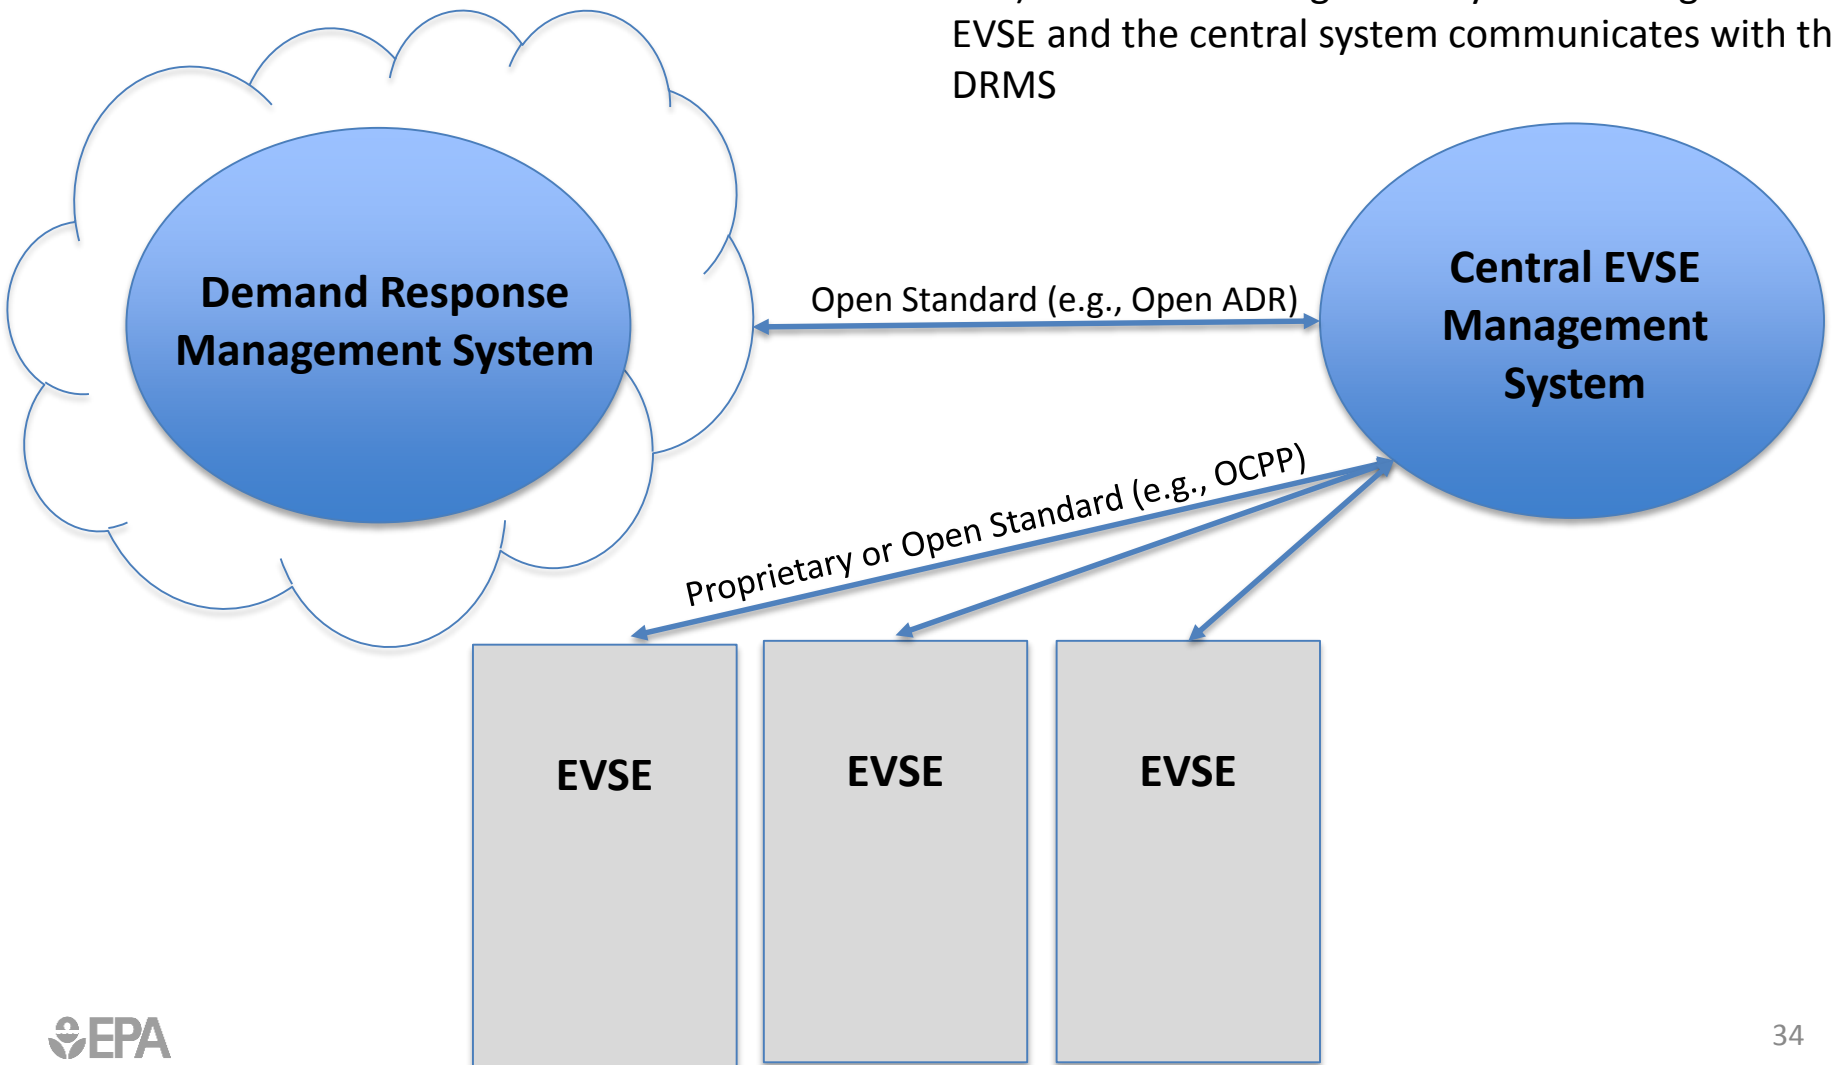 EVSE and the central system communicates with th
DRMS
Demand Response
Management System
Open Standard (e.g., Open ADR)
Central EVSE
Management
System
Proprietary or Open Standard (e.g., OCPP)
EVSE
EVSE
EVSE
EPA
34